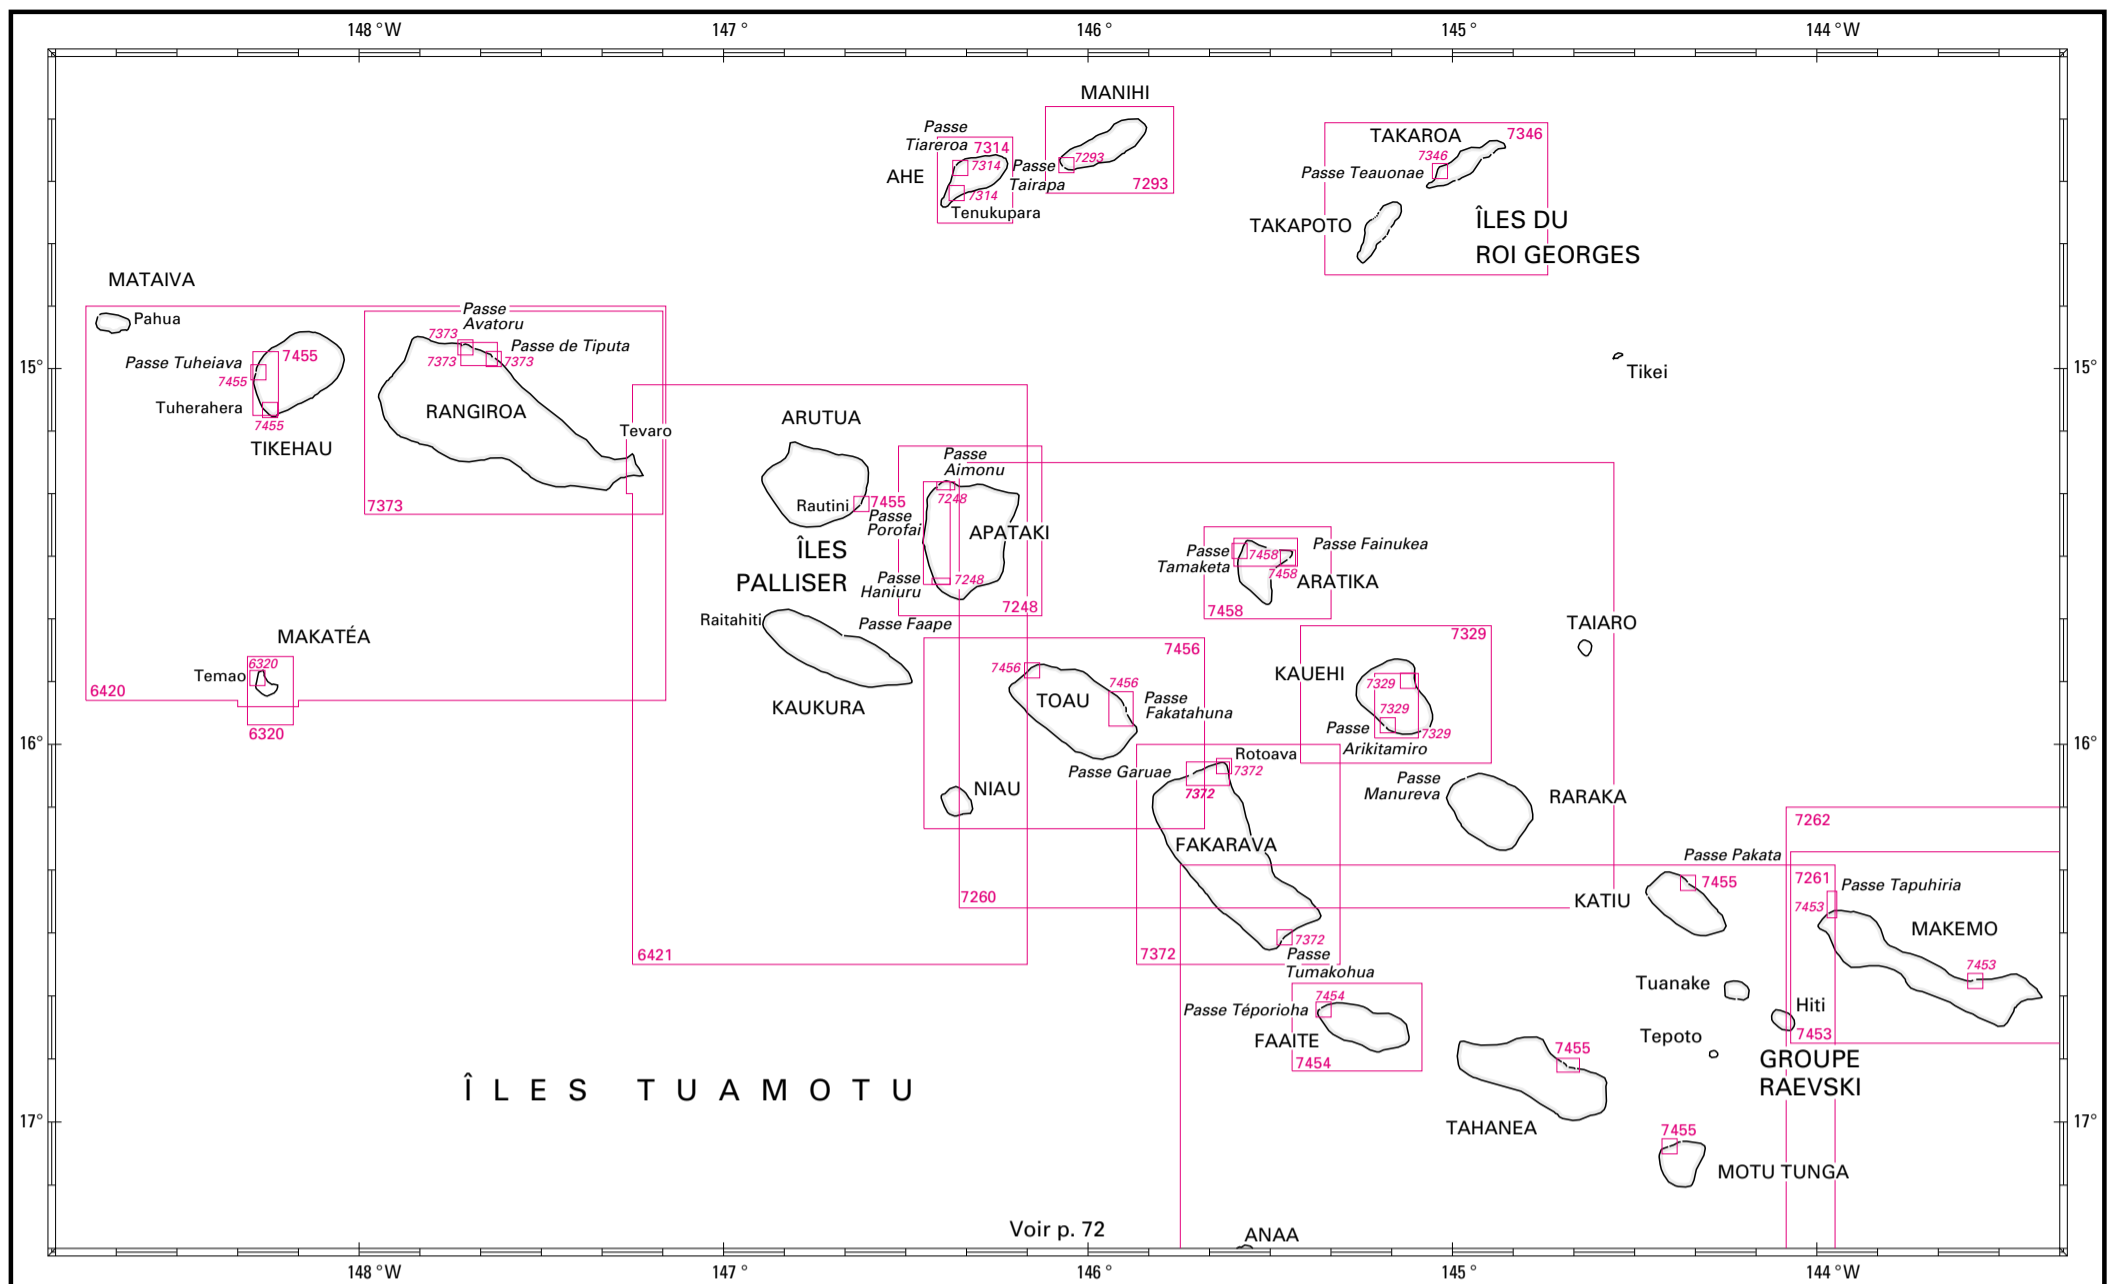 148 °W
147 °
146 °
145 °
144 °W
MANIHI
Passe
Tiareroa
7314
7314
AHE
7314
Tenukupara
Passe
Tairapa
7293
7293
TAKAROA
7346
7346
Passe Teauonae
TAKAPOTO
ÎLES DU
ROI GEORGES
MATAIVA
Pahua
Passe Tuheiava
7455
7455
Tuherahera
7455
TIKEHAU
Passe
Avatoru
7373
Passe de Tiputa
7373
7373
RANGIROA
7373
Tevaro
15°
15°
Tikei
ARUTUA
Rautini
7455
Passe
Aimonu
7248
Passe
Porofai
APATAKI
ÎLES
PALLISER
Passe
Haniuru
7248
7248
Passe
Tamaketa
7458
Passe Fainukea
7458
ARATIKA
7458
Raitahiti
Passe Faape
KAUKURA
MAKATÉA
6320
Temao
6420
6320
TAIARO
7329
KAUEHI
7329
7329
Passe
Arikitamiro
7329
7456
7456
TOAU
7456
Passe
Fakatahuna
16°
16°
Rotoava
Passe Garuae
7372
7372
NIAU
Passe
Manureva
RARAKA
7262
FAKARAVA
Passe Pakata
7455
7261
Passe Tapuhiria
7453
7260
KATIU
MAKEMO
6421
7372
7372
Passe
Tumakohua
7453
Tuanake
Hiti
7454
Passe Téporioha
FAAITE
7454
Tepoto
7453
GROUPE
RAEVSKI
7455
ÎLES TUAMOTU
17°
17°
TAHANEA
7455
MOTU TUNGA
Voir p. 72
ANAA
148 °W
147 °
146 °
145 °
144 °W